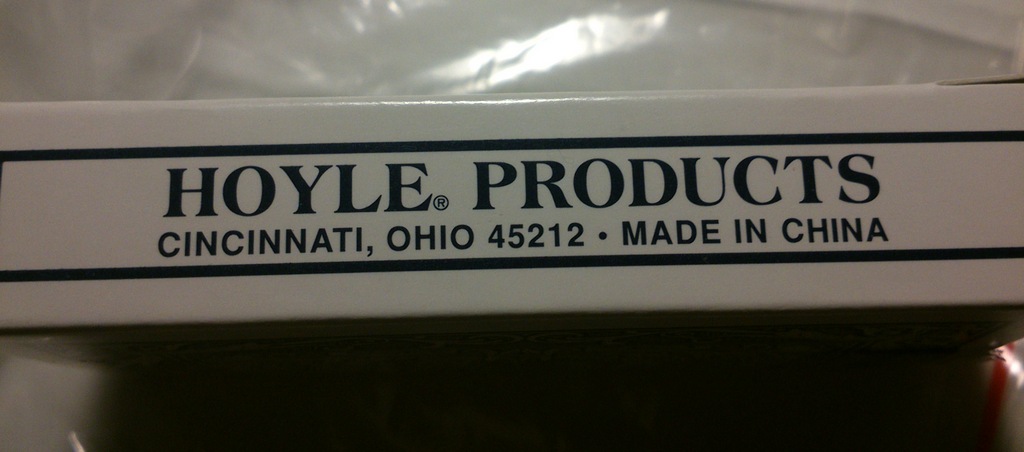 HOYLE® PRODUCTS
CINCINNATI, OHIO 45212 • MADE IN CHINA